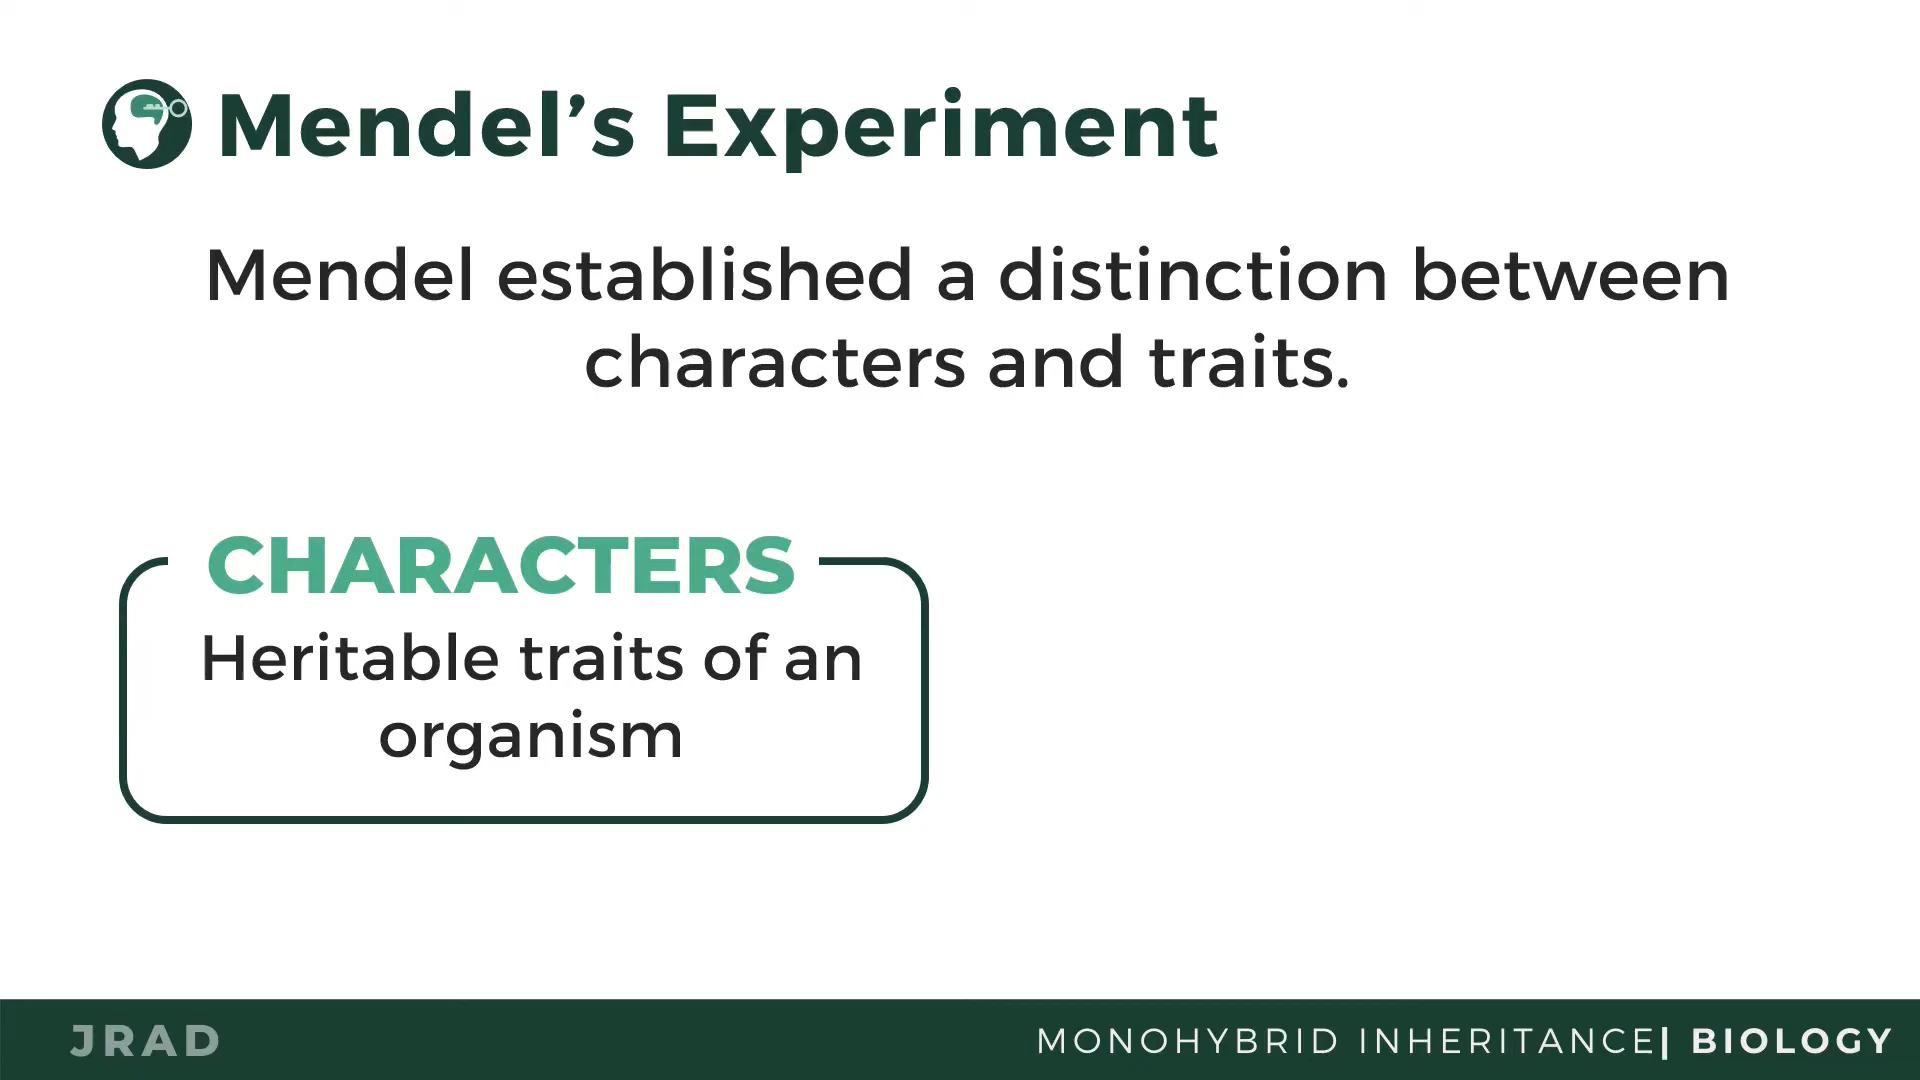 Mendel’s Experiment
Mendel established a distinction between
characters and traits.
CHARACTERS
Heritable traits of an
organism
JRAD
MONOHYBRID INHERITANCE| BIOLOGY